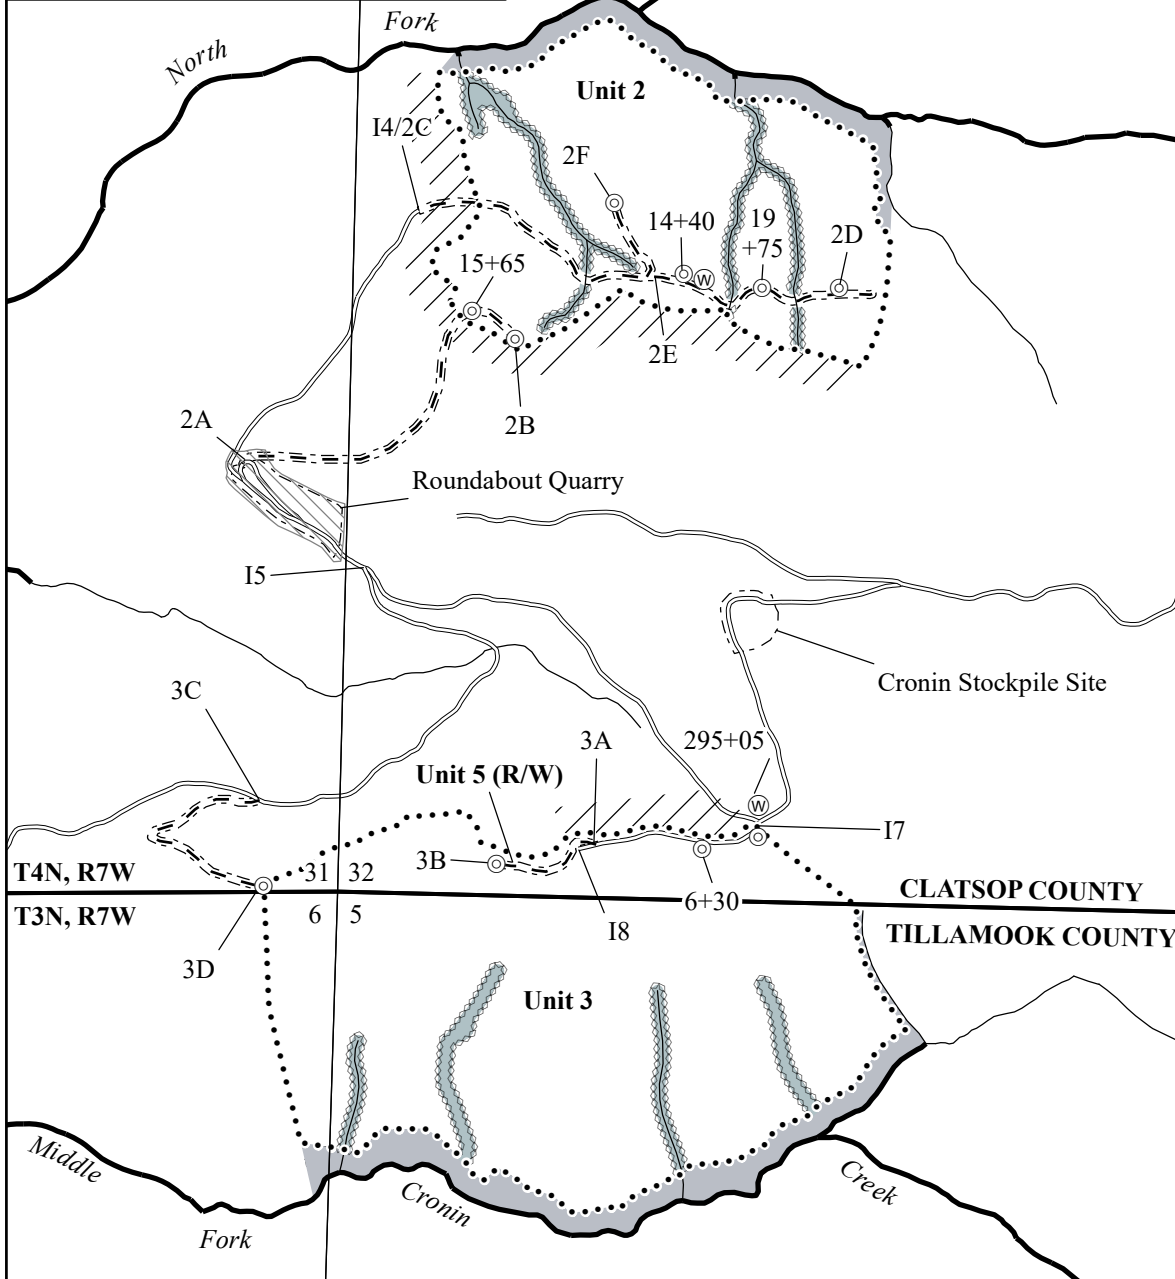 Fork
North
Unit 2
I4/2C
2F
14+40
19
+75
W
2D
15+65
2E
2B
2A
Roundabout Quarry
I5
Cronin Stockpile Site
3C
3A
295+05
Unit 5 (R/W)
W
I7
3B
T4N, R7W
31
32
CLATSOP COUNTY
6+30
T3N, R7W
6
5
I8
TILLAMOOK COUNTY
3D
Unit 3
Middle
Fork
Cronin
Creek